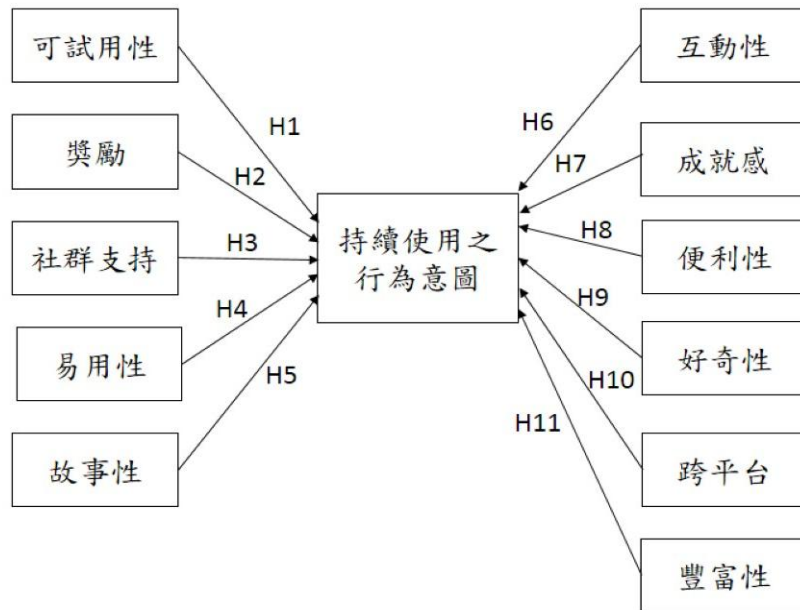 可試用性
獎勵
社群支持
易用性
故事性
H1
H2
H3
H4
H5
持續使用之
行為意圖
H6
H7
H8
H9
H10
H11
互動性
成就感
便利性
好奇性
跨平台
豐富性